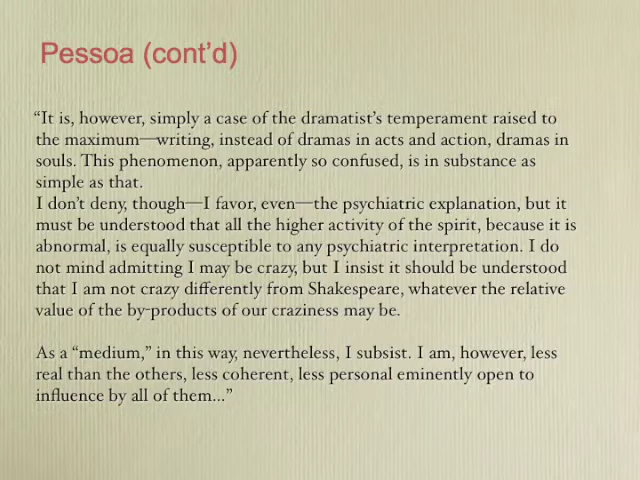 Pessoa (cont’d)
“It is, however, simply a case of the dramatist’s temperament raised to
the maximum—writing, instead of dramas in acts and action, dramas in
souls. This phenomenon, apparently so confused, is in substance as
simple as that.
I don’t deny, though—I favor, even—the psychiatric explanation, but it
must be understood that all the higher activity of the spirit, because it is
abnormal, is equally susceptible to any psychiatric interpretation. I do
not mind admitting I may be crazy, but I insist it should be understood
that I am not crazy differently from Shakespeare, whatever the relative
value of the by-products of our craziness may be.
As a “medium,” in this way, nevertheless, I subsist. I am, however, less
real than the others, less coherent, less personal eminently open to
influence by all of them...”